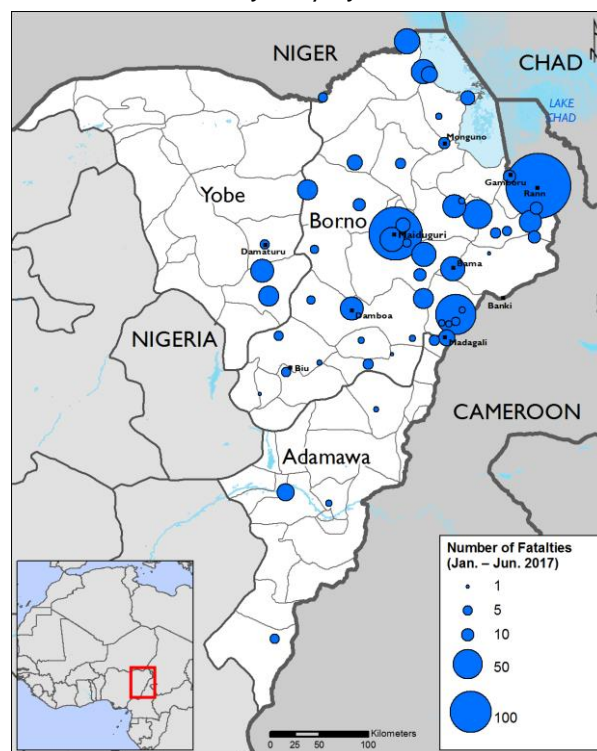 NIGER
CHAD
LAKE
CHAD
Monguno
Gamboru
Rann
Yobe
Borno
Maiduguri
Damaturu
Bama
Banki
Damboa
NIGERIA
Madagali
Biu
CAMEROON
Adamawa
Number of Fatalties
(Jan. – Jun. 2017)
1
5
10
50
100
Kilometers
0 25 50 100